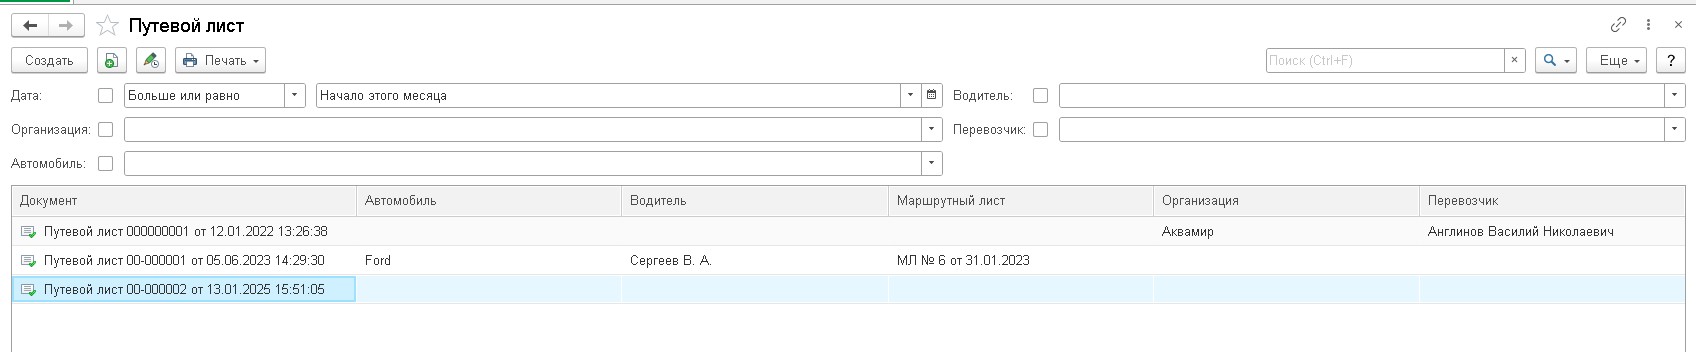 Путевой лист
Создать Печать Поиск (Ctrl+F) × Еще ?
Дата: Больше или равно Начало этого месяца Водитель:
Организация: Перевозчик:
Автомобиль:
Документ Автомобиль Водитель Маршрутный лист Организация Перевозчик
Путевой лист 000000001 от 12.01.2022 13:26:38 Аквамир Англинов Василий Николаевич
Путевой лист 00-000001 от 05.06.2023 14:29:30 Ford Сергеев В. А. МЛ № 6 от 31.01.2023
Путевой лист 00-000002 от 13.01.2025 15:51:05